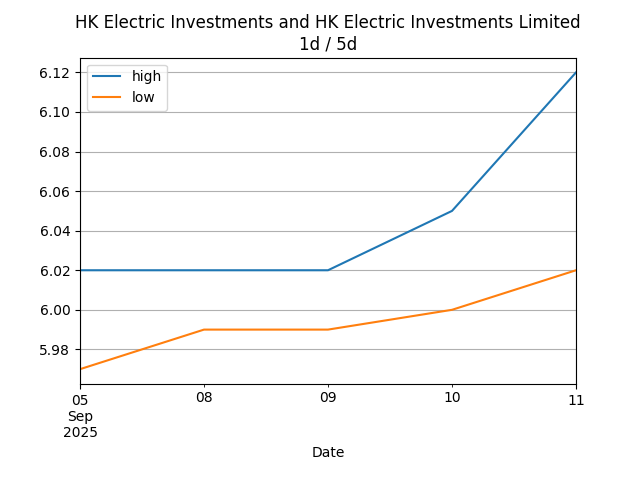 HK Electric Investments and HK Electric Investments Limited
1d / 5d
high
low
6.12
6.10
6.08
6.06
6.04
6.02
6.00
5.98
05
Sep
2025
08
09
10
11
Date